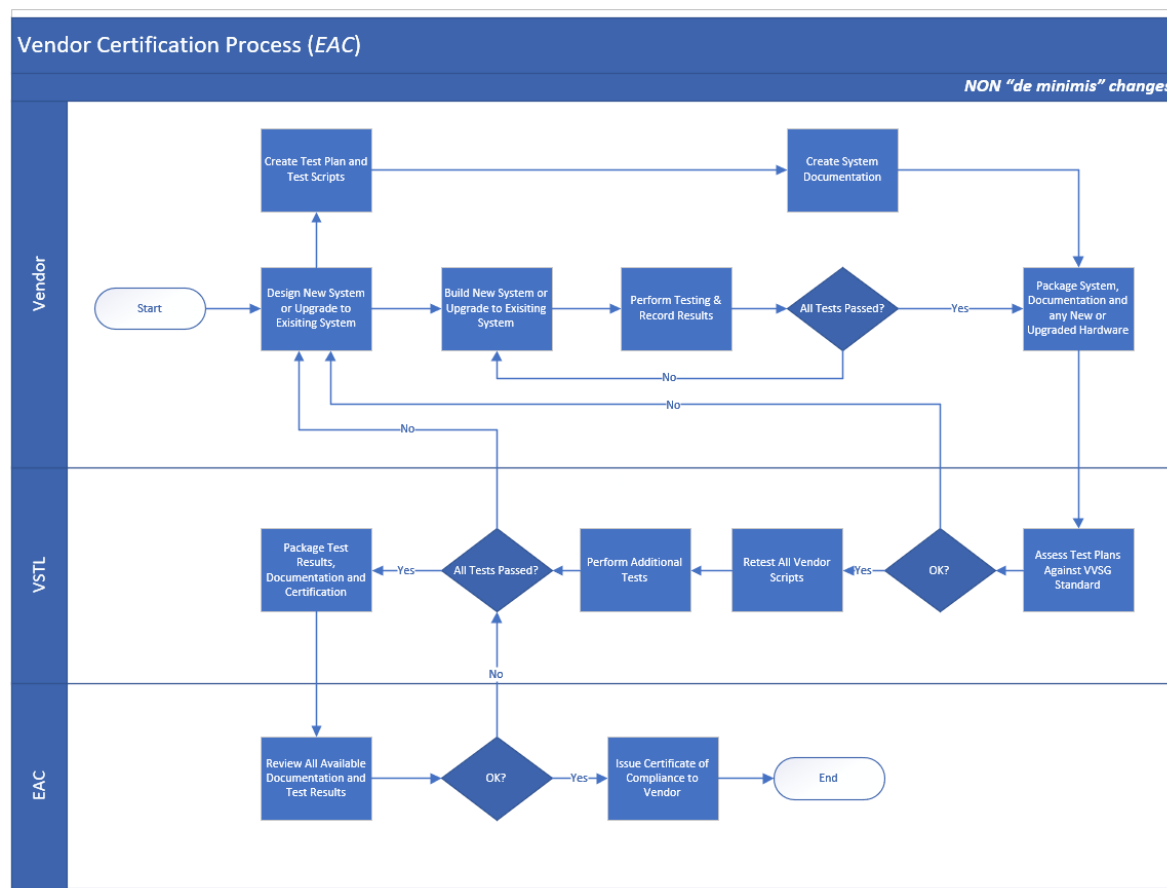 Vendor Certification Process (EAC)
NON “de minimis” changes
Vendor
Create Test Plan and
Test Scripts
Create System
Documentation
Start
Design New System
or Upgrade to
Exisiting System
Build New System or
Upgrade to Exisiting
System
Perform Testing &
Record Results
All Tests Passed?
Yes
Package System,
Documentation and
any New or
Upgraded Hardware
No
No
No
VSTL
Package Test
Results,
Documentation and
Certification
Yes
All Tests Passed?
Perform Additional
Tests
Retest All Vendor
Scripts
Yes
OK?
Assess Test Plans
Against VVSG
Standard
No
EAC
Review All Available
Documentation and
Test Results
OK?
Yes
Issue Certificate of
Compliance to
Vendor
End